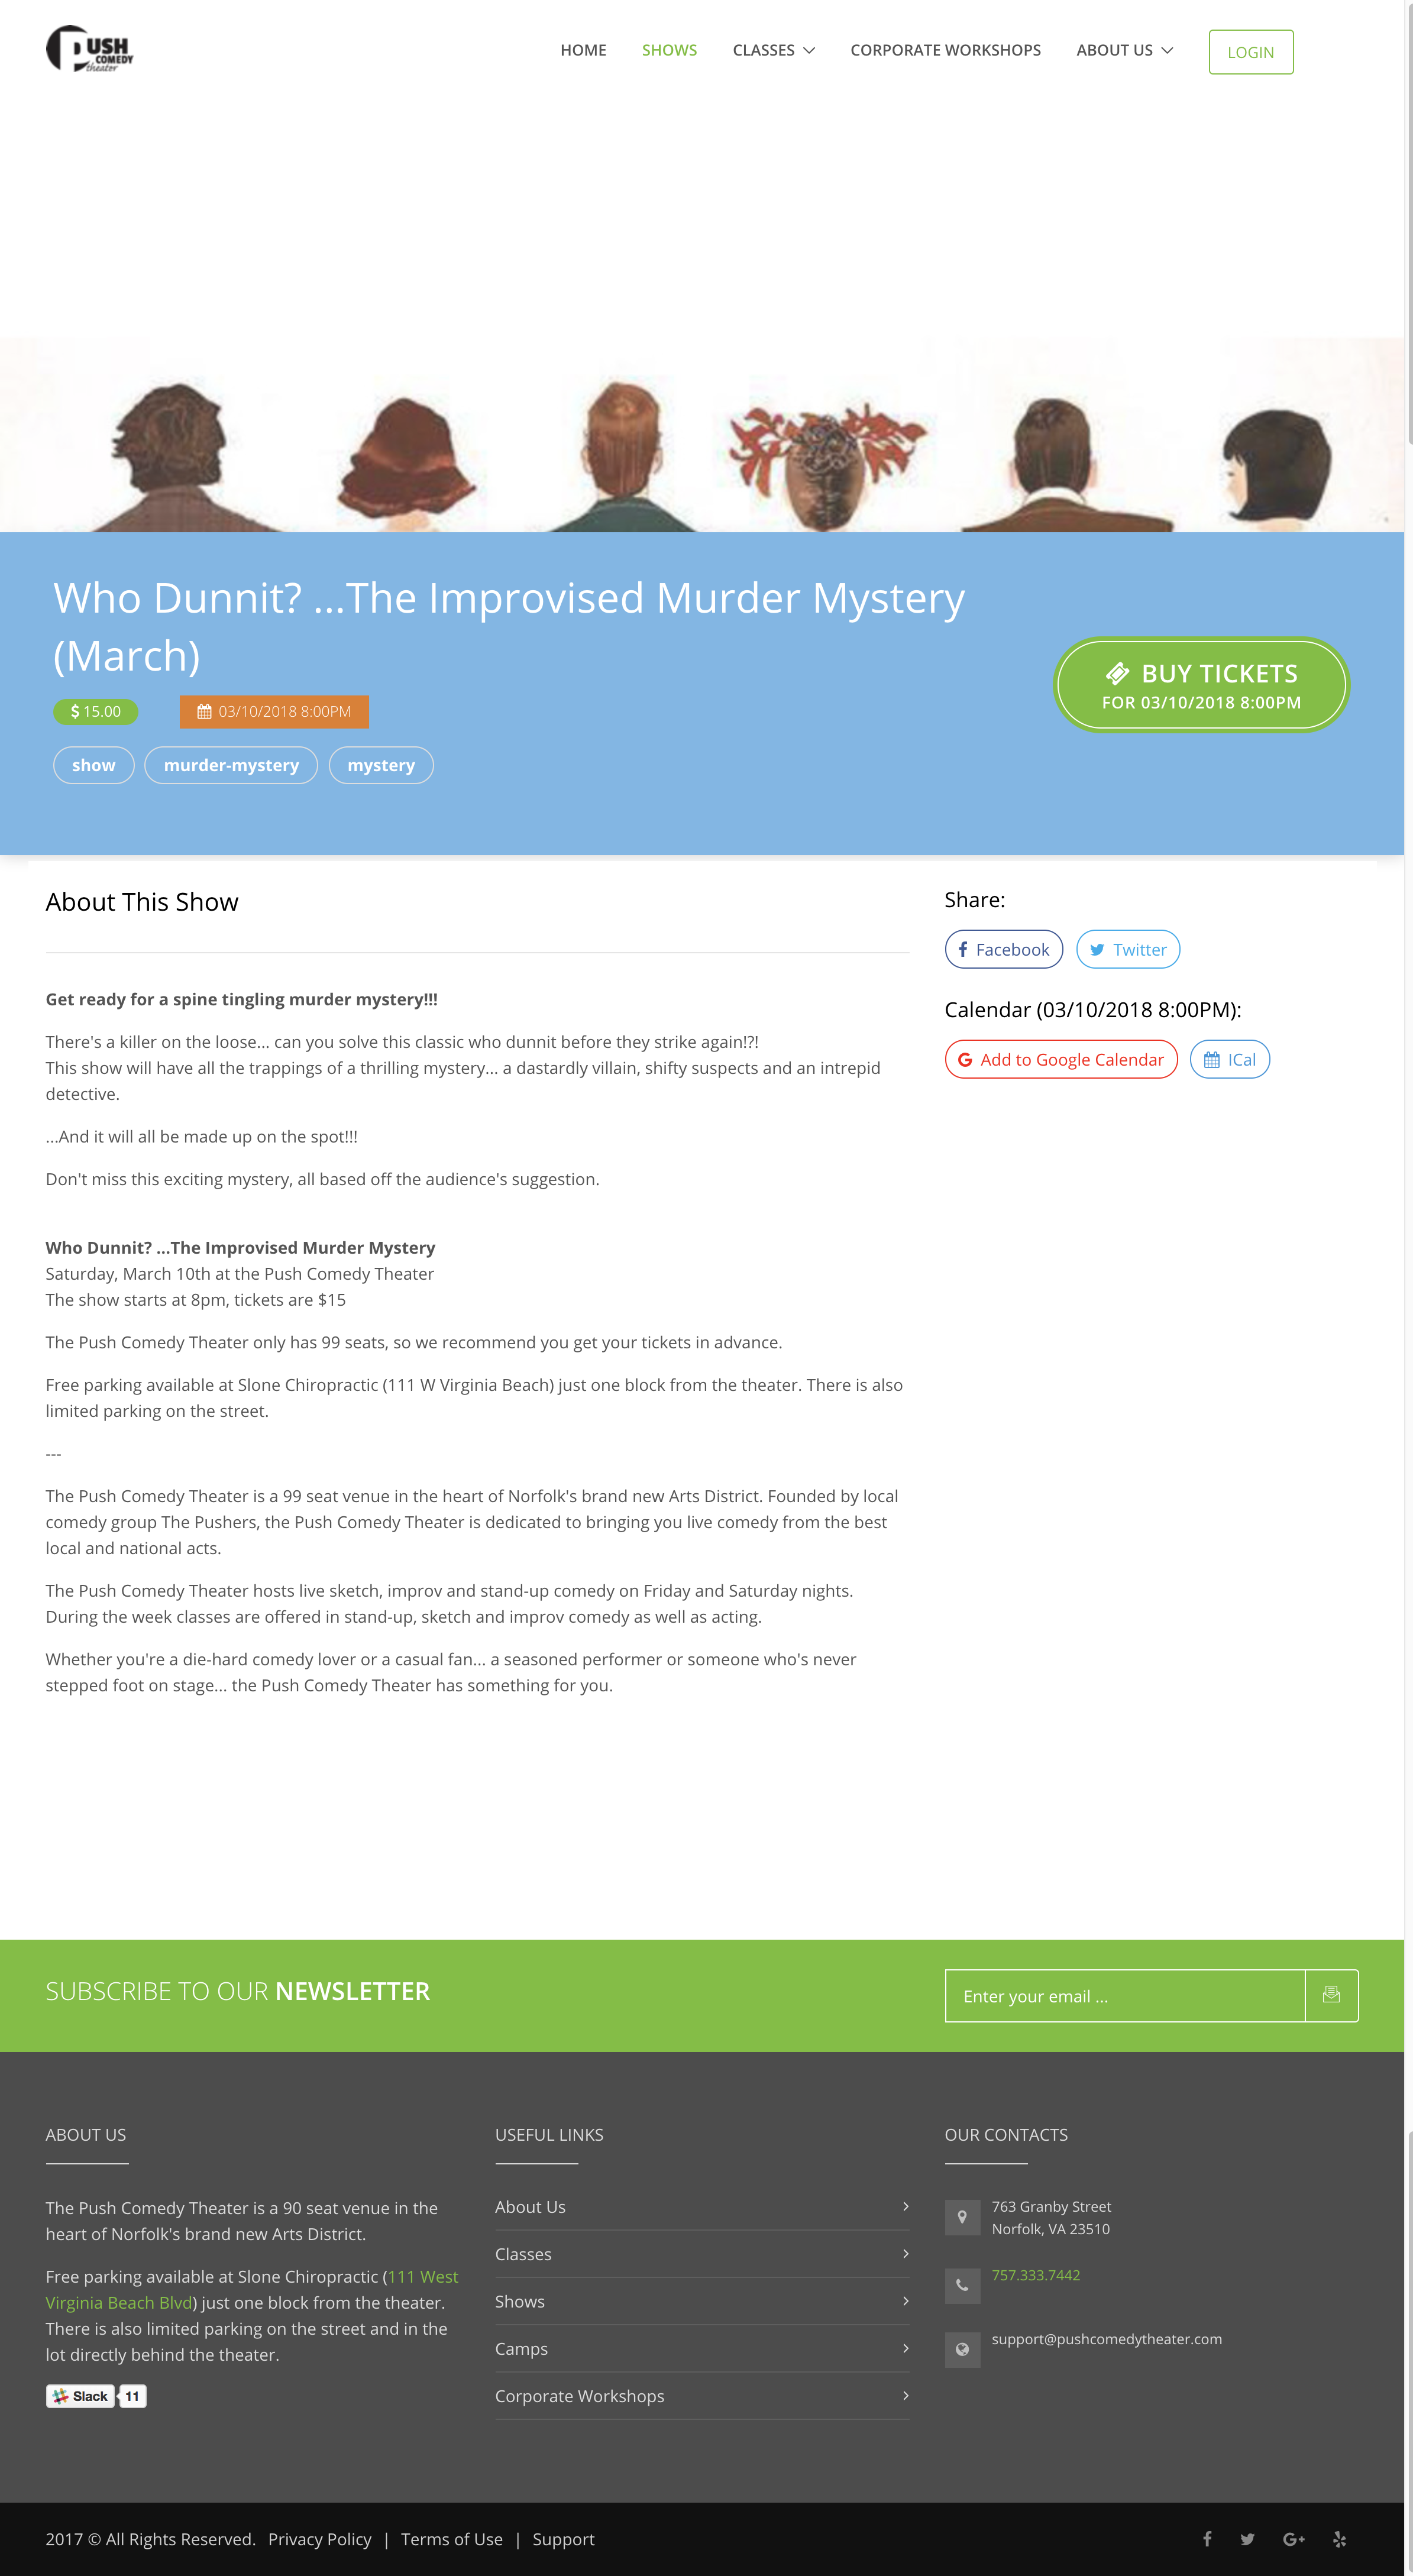 PUSH
COMEDY
theater
HOME SHOWS CLASSES CORPORATE WORKSHOPS ABOUT US LOGIN
Who Dunnit? ...The Improvised Murder Mystery
(March)
$ 15.00 03/10/2018 8:00PM
show murder-mystery mystery
BUY TICKETS
FOR 03/10/2018 8:00PM
About This Show
Get ready for a spine tingling murder mystery!!!
There's a killer on the loose... can you solve this classic who dunnit before they strike again!?!
This show will have all the trappings of a thrilling mystery... a dastardly villain, shifty suspects and an intrepid
detective.
...And it will all be made up on the spot!!!
Don't miss this exciting mystery, all based off the audience's suggestion.
Who Dunnit? ...The Improvised Murder Mystery
Saturday, March 10th at the Push Comedy Theater
The show starts at 8pm, tickets are $15
The Push Comedy Theater only has 99 seats, so we recommend you get your tickets in advance.
Free parking available at Slone Chiropractic (111 W Virginia Beach) just one block from the theater. There is also
limited parking on the street.
---
The Push Comedy Theater is a 99 seat venue in the heart of Norfolk's brand new Arts District. Founded by local
comedy group The Pushers, the Push Comedy Theater is dedicated to bringing you live comedy from the best
local and national acts.
The Push Comedy Theater hosts live sketch, improv and stand-up comedy on Friday and Saturday nights.
During the week classes are offered in stand-up, sketch and improv comedy as well as acting.
Whether you're a die-hard comedy lover or a casual fan... a seasoned performer or someone who's never
stepped foot on stage... the Push Comedy Theater has something for you.
Share:
Facebook Twitter
Calendar (03/10/2018 8:00PM):
Add to Google Calendar ICal
SUBSCRIBE TO OUR NEWSLETTER
Enter your email ...
ABOUT US
The Push Comedy Theater is a 90 seat venue in the
heart of Norfolk's brand new Arts District.
Free parking available at Slone Chiropractic (111 West
Virginia Beach Blvd) just one block from the theater.
There is also limited parking on the street and in the
lot directly behind the theater.
Slack 11
USEFUL LINKS
About Us
Classes
Shows
Camps
Corporate Workshops
OUR CONTACTS
763 Granby Street
Norfolk, VA 23510
757.333.7442
support@pushcomedytheater.com
2017 © All Rights Reserved. Privacy Policy | Terms of Use | Support